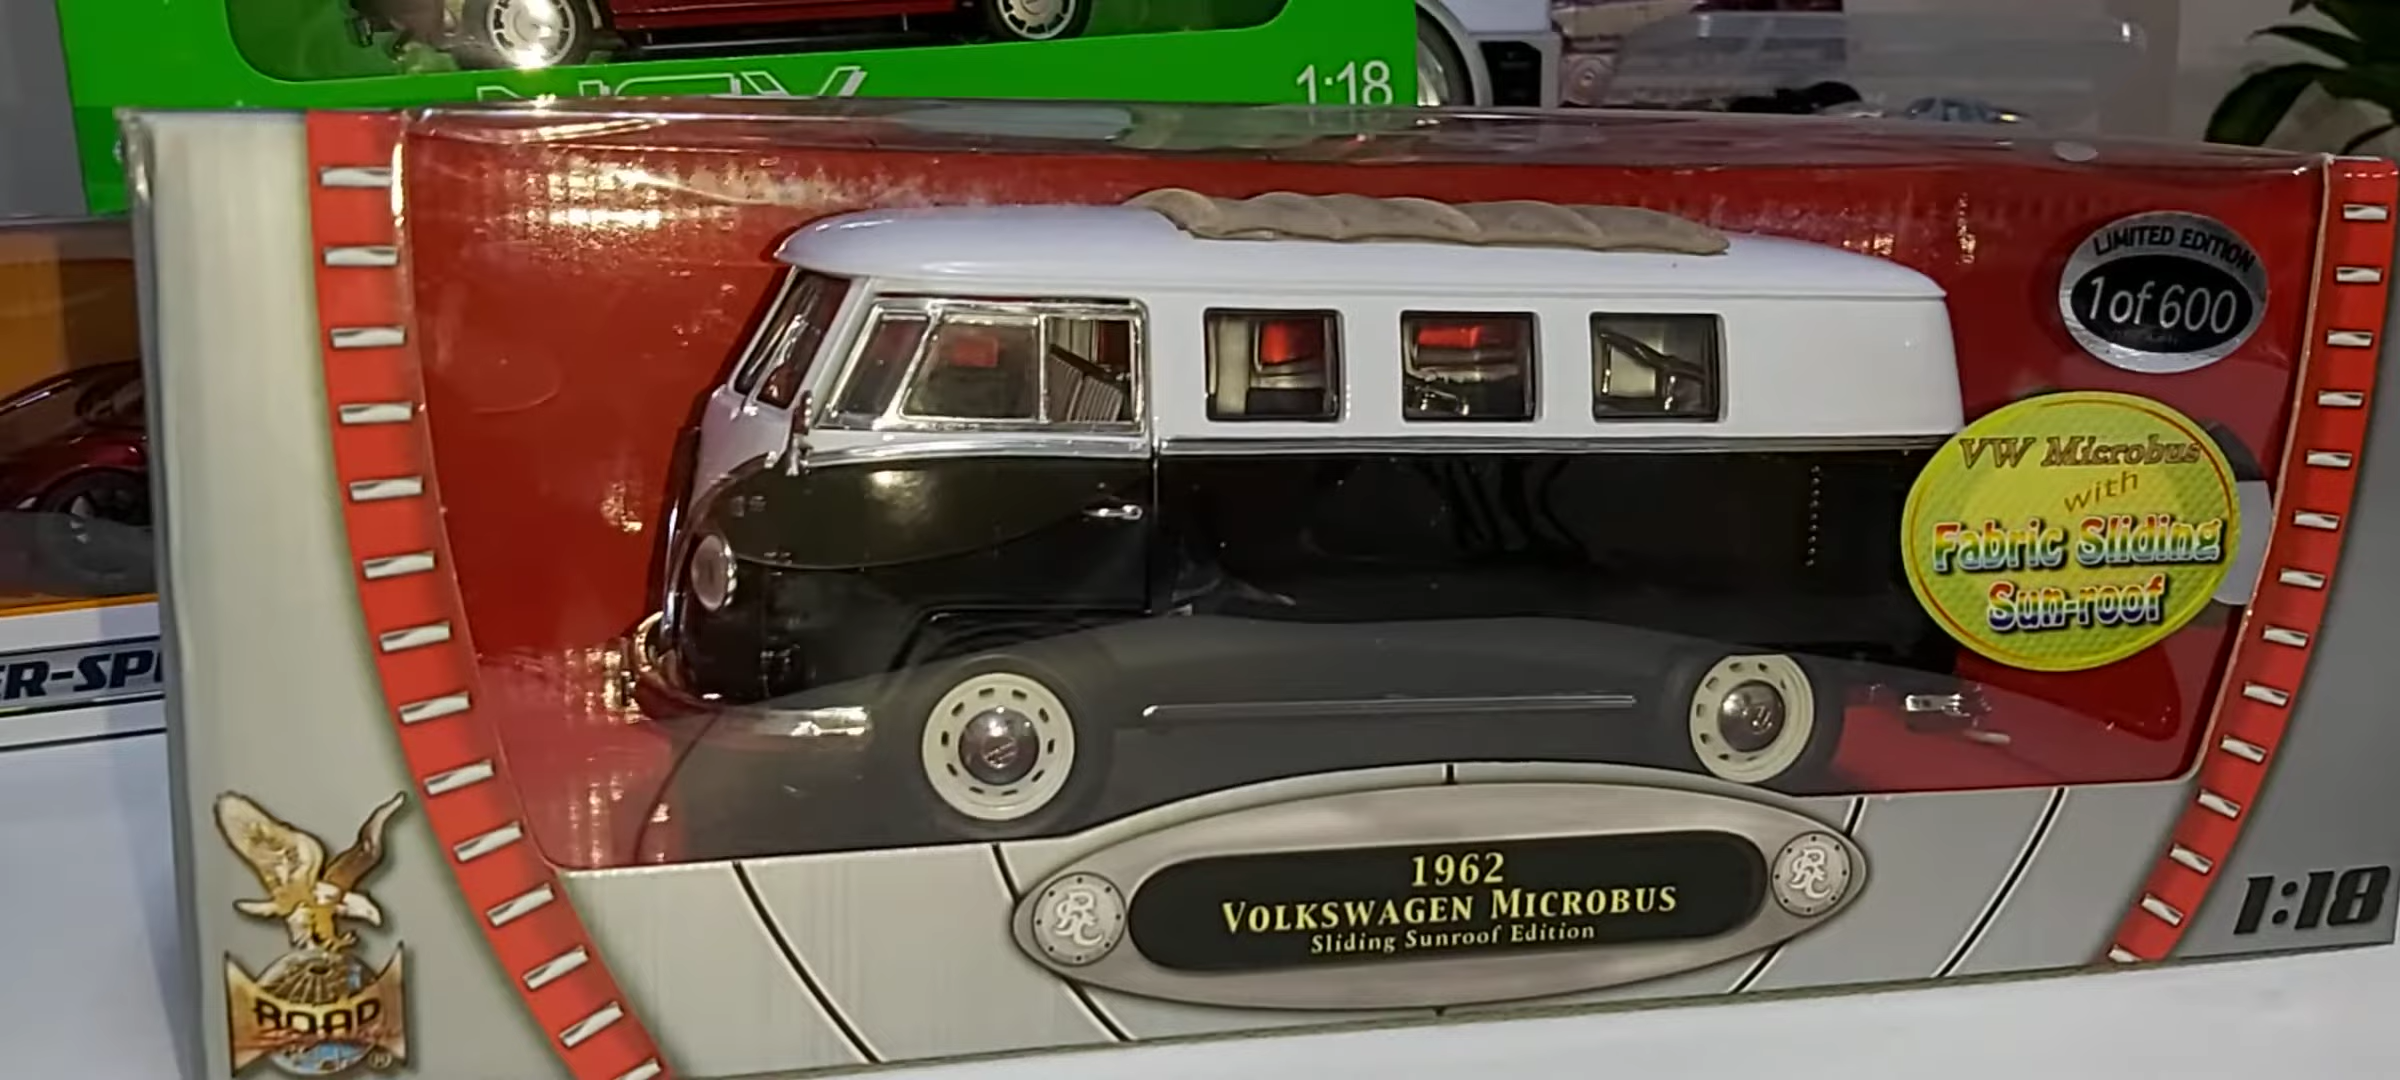 1:18
LIMITED EDITION
1 of 600
VW Microbus
with
Fabric Sliding
Sun-roof
ER-SP
1962
VOLKSWAGEN MICROBUS
Sliding Sunroof Edition
1:18
ROAD